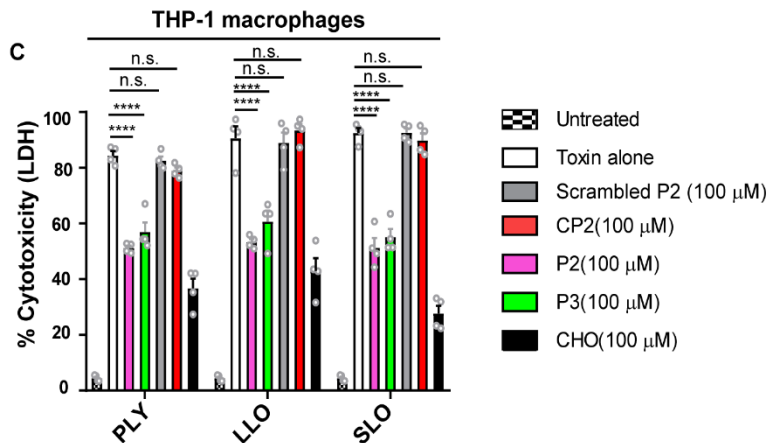 THP-1 macrophages
C
n.s.
n.s.
****
****
n.s.
n.s.
****
****
n.s.
n.s.
****
****
% Cytotoxicity (LDH)
100
80
60
40
20
0
PLY
LLO
SLO
Untreated
Toxin alone
Scrambled P2 (100 μM)
CP2(100 μM)
P2(100 μM)
P3(100 μM)
CHO(100 μM)